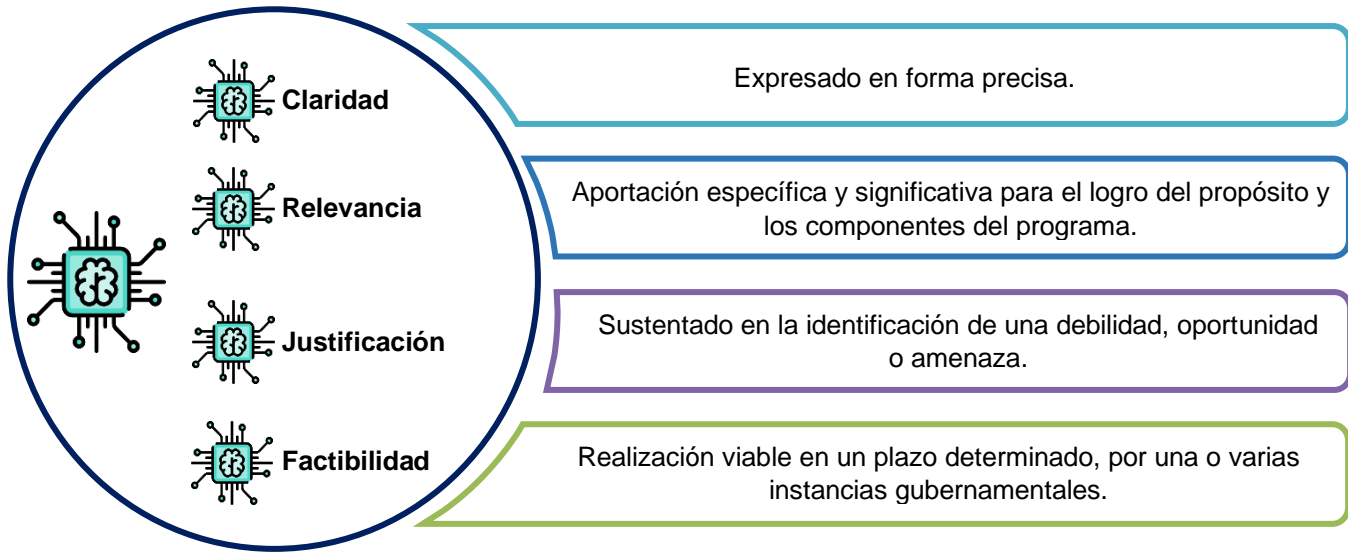 Claridad
Expresado en forma precisa.
Relevancia
Aportación específica y significativa para el logro del propósito y
los componentes del programa.
Justificación
Sustentado en la identificación de una debilidad, oportunidad
o amenaza.
Factibilidad
Realización viable en un plazo determinado, por una o varias
instancias gubernamentales.